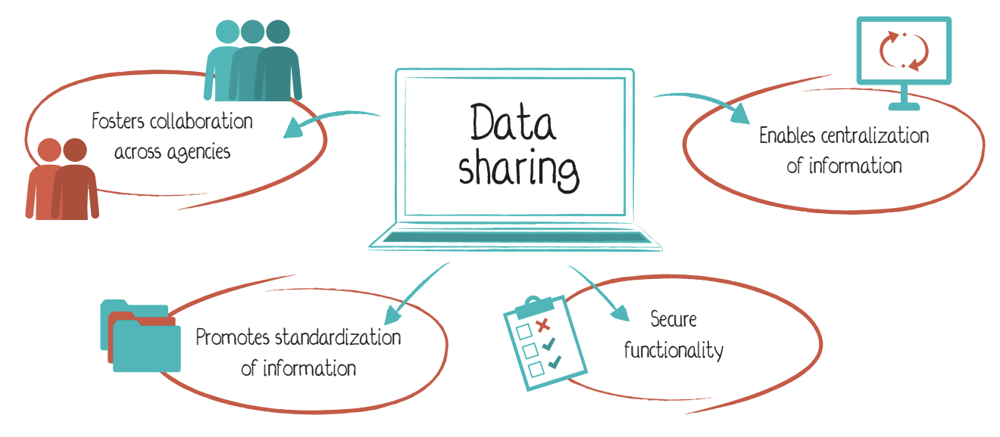 Data
sharing
Fosters collaboration
across agencies
Enables centralization
of information
Promotes standardization
of information
Secure
functionality